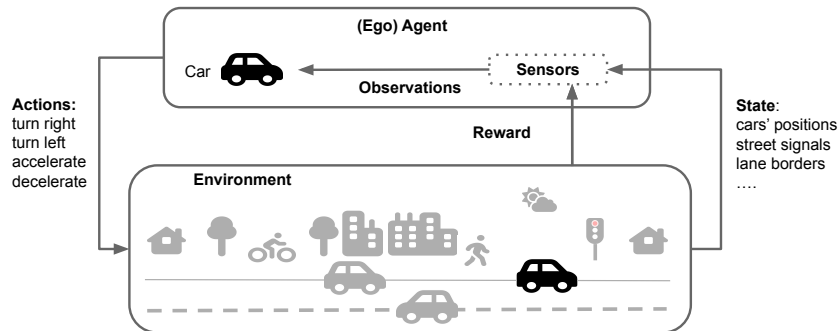 (Ego) Agent
Car
Sensors
Observations
Actions:
turn right
turn left
accelerate
decelerate
Reward
State:
cars' positions
street signals
lane borders
....
Environment